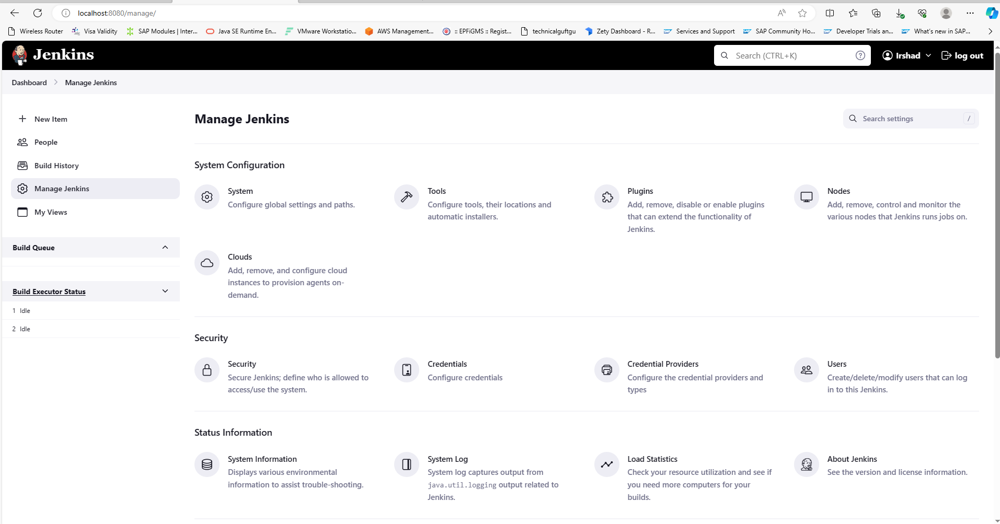 localhost:8080/manage/
Wireless Router
Visa Validity
SAP Modules | Inter...
Java SE Runtime En...
VMware Workstatio...
AWS Management...
:: EPFiGMS :: Regist...
technicalguftgu
Zety Dashboard - R...
Services and Support
SAP Community Ho...
Developer Trials an...
What's new in SAP...
Jenkins
Search (CTRL+K)
Irshad
log out
Dashboard
Manage Jenkins
New Item
People
Build History
Manage Jenkins
My Views
Build Queue
Build Executor Status
1 Idle
2 Idle
Manage Jenkins
Search settings
/
System Configuration
System
Configure global settings and paths.
Tools
Configure tools, their locations and
automatic installers.
Plugins
Add, remove, disable or enable plugins
that can extend the functionality of
Jenkins.
Nodes
Add, remove, control and monitor the
various nodes that Jenkins runs jobs on.
Clouds
Add, remove, and configure cloud
instances to provision agents on-
demand.
Security
Security
Secure Jenkins; define who is allowed to
access/use the system.
Credentials
Configure credentials
Credential Providers
Configure the credential providers and
types
Users
Create/delete/modify users that can log
in to this Jenkins.
Status Information
System Information
Displays various environmental
information to assist trouble-shooting.
System Log
System log captures output from
java.util.logging output related to
Jenkins.
Load Statistics
Check your resource utilization and see if
you need more computers for your
builds.
About Jenkins
See the version and license information.